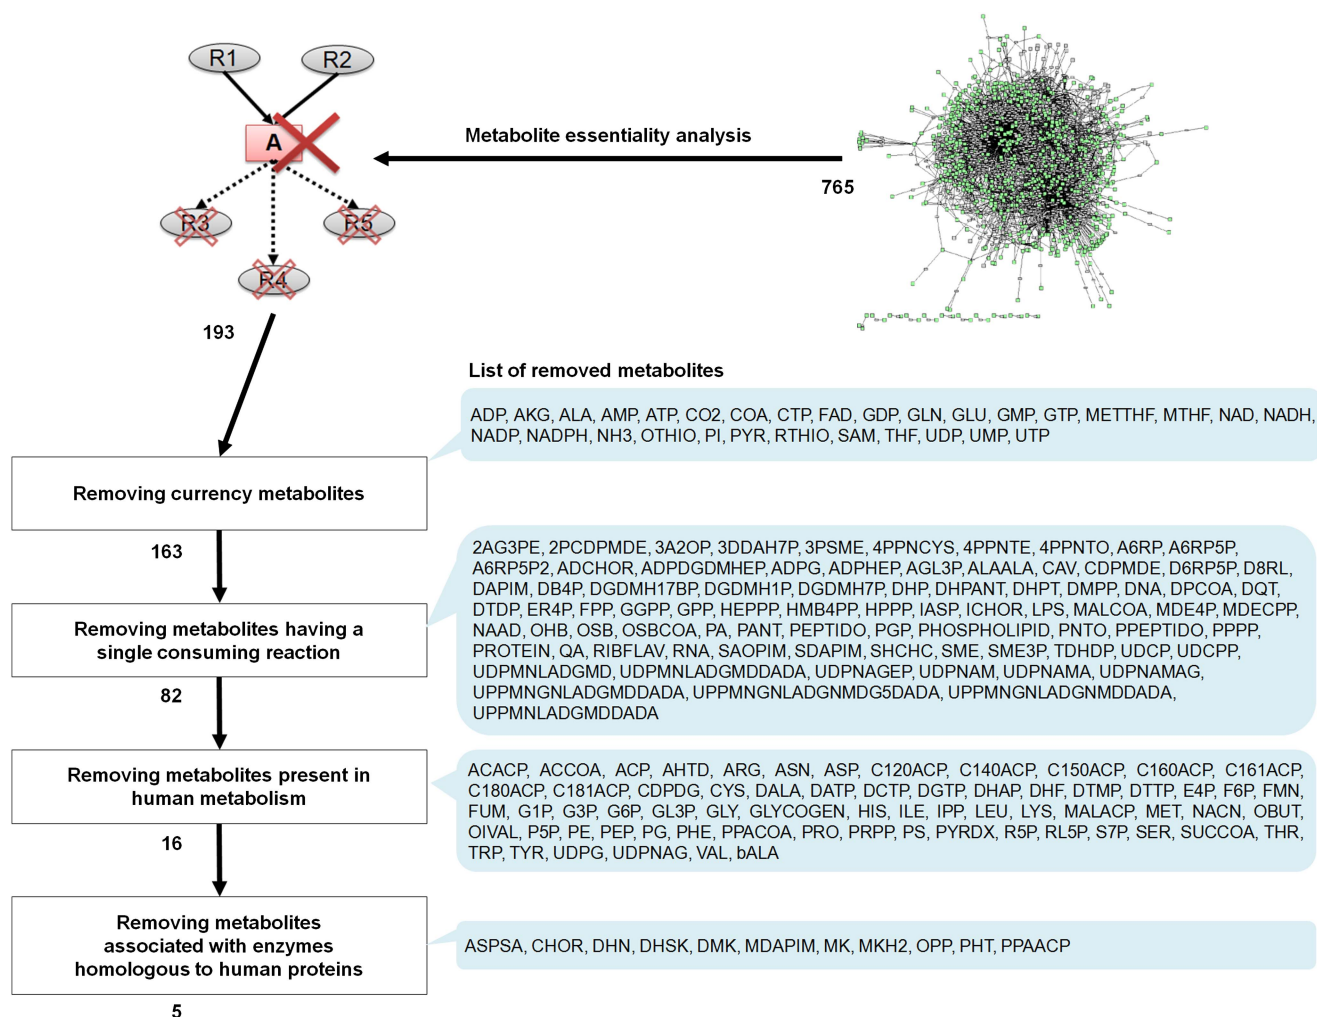 R1
R2
A
R3
R5
R4
Metabolite essentiality analysis
765
193
List of removed metabolites
ADP, AKG, ALA, AMP, ATP, CO2, COA, CTP, FAD, GDP, GLN, GLU, GMP, GTP, METTHF, MTHF, NAD, NADH,
NADP, NADPH, NH3, OTHIO, PI, PYR, RTHIO, SAM, THF, UDP, UMP, UTP
Removing currency metabolites
163
2AG3PE, 2PCDPMDE, 3A2OP, 3DDAH7P, 3PSME, 4PPNCYS, 4PPNTE, 4PPNTO, A6RP, A6RP5P,
A6RP5P2, ADCHOR, ADPDGDMHEP, ADPG, ADPHEP, AGL3P, ALAALA, CAV, CDPMDE, D6RP5P, D8RL,
DAPIM, DB4P, DGDMH17BP, DGDMH1P, DGDMH7P, DHP, DHPANT, DHPT, DMPP, DNA, DPCOA, DQT,
DTDP, ER4P, FPP, GGPP, GPP, HEPPP, HMB4PP, HPPP, IASP, ICHOR, LPS, MALCOA, MDE4P, MDECPP,
NAAD, OHB, OSB, OSBCOA, PA, PANT, PEPTIDO, PGP, PHOSPHOLIPID, PNTO, PPEPTIDO, PPPP,
PROTEIN, QA, RIBFLAV, RNA, SAOPIM, SDAPIM, SHCHC, SME, SME3P, TDHDP, UDCP, UDCPP,
UDPMNLADGMD, UDPMNLADGMDDADA, UDPNAGEP, UDPNAM, UDPNAMA, UDPNAMAG,
UPPMNGNLADGMDDADA, UPPMNGNLADGNMDG5DADA, UPPMNGNLADGNMDDADA,
UPPMNLADGMDDADA
Removing metabolites having a
single consuming reaction
82
ACACP, ACCOA, ACP, AHTD, ARG, ASN, ASP, C120ACP, C140ACP, C150ACP, C160ACP, C161ACP,
C180ACP, C181ACP, CDPDG, CYS, DALA, DATP, DCTP, DGTP, DHAP, DHF, DTMP, DTTP, E4P, F6P, FMN,
FUM, G1P, G3P, G6P, GL3P, GLY, GLYCOGEN, HIS, ILE, IPP, LEU, LYS, MALACP, MET, NACN, OBUT,
OIVAL, P5P, PE, PEP, PG, PHE, PPACOA, PRO, PRPP, PS, PYRDX, R5P, RL5P, S7P, SER, SUCCOA, THR,
TRP, TYR, UDPG, UDPNAG, VAL, bALA
Removing metabolites present in
human metabolism
16
Removing metabolites
associated with enzymes
homologous to human proteins
ASPSA, CHOR, DHN, DHSK, DMK, MDAPIM, MK, MKH2, OPP, PHT, PPAACP
5